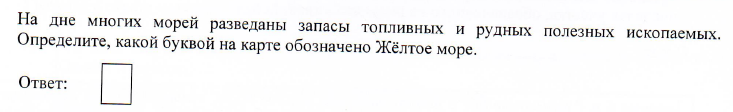 На дне многих морей разведаны запасы топливных и рудных полезных ископаемых.
Определите, какой буквой на карте обозначено Жёлтое море.
Ответ: